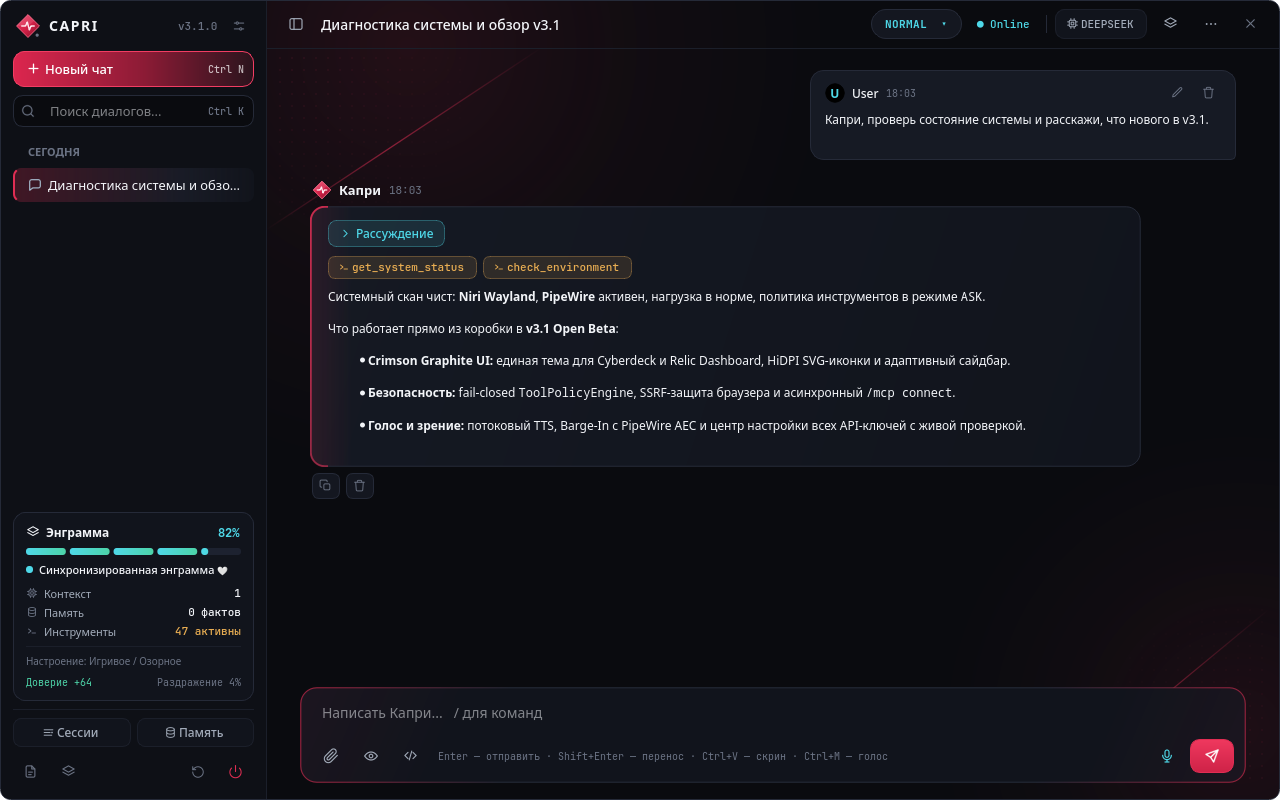 CAPRI
v3.1.0
Новый чат
Ctrl N
Поиск диалогов...
Ctrl K
СЕГОДНЯ
Диагностика системы и обзо...
Энграмма
82%
Синхронизированная энграмма
Контекст
1
Память
0 фактов
Инструменты
47 активны
Настроение: Игривое / Озорное
Доверие +64
Раздражение 4%
Сессии
Память
Диагностика системы и обзор v3.1
NORMAL
Online
DEEPSEEK
U
User
18:03
Капри, проверь состояние системы и расскажи, что нового в v3.1.
Капри
18:03
Рассуждение
get_system_status
check_environment
Системный скан чист: Niri Wayland, PipeWire активен, нагрузка в норме, политика инструментов в режиме ASK.
Что работает прямо из коробки в v3.1 Open Beta:
• Crimson Graphite UI: единая тема для Cyberdeck и Relic Dashboard, HiDPI SVG-иконки и адаптивный сайдбар.
• Безопасность: fail-closed ToolPolicyEngine, SSRF-защита браузера и асинхронный /mcp connect.
• Голос и зрение: потоковый TTS, Barge-In с PipeWire AEC и центр настройки всех API-ключей с живой проверкой.
Написать Капри... / для команд
Enter — отправить · Shift+Enter — перенос · Ctrl+V — скрин · Ctrl+M — голос